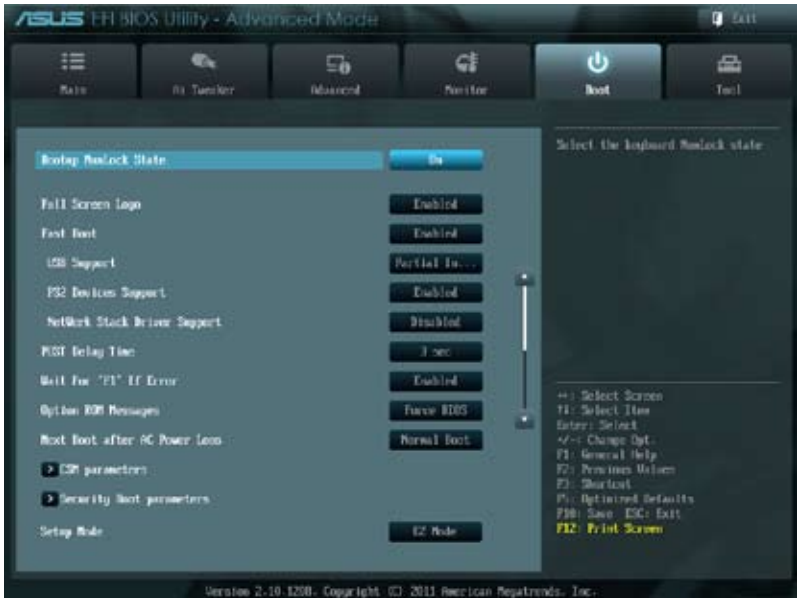 ASUS EFI BIOS Utility - Advanced Mode
Exit
Main
Ai Tweaker
Advanced
Monitor
Boot
Tool
Bootup NumLock State
On
Select the keyboard NumLock state
Full Screen Logo
Enabled
Fast Boot
Enabled
USB Support
Partial In...
PS2 Devices Support
Enabled
NetWork Stack Driver Support
Disabled
POST Delay Time
3 sec
Wait For "F1" If Error
Enabled
Option ROM Messages
Force BIOS
Next Boot after AC Power Loss
Normal Boot
> CSM parameters
> Security Boot parameters
Setup Mode
EZ Mode
→←: Select Screen
↑↓: Select Item
Enter: Select
+/-: Change Opt.
F1: General Help
F2: Previous Values
F3: Shortcut
F5: Optimized Defaults
F10: Save ESC: Exit
F12: Print Screen
Version 2.10.1208. Copyright (C) 2011 American Megatrends, Inc.